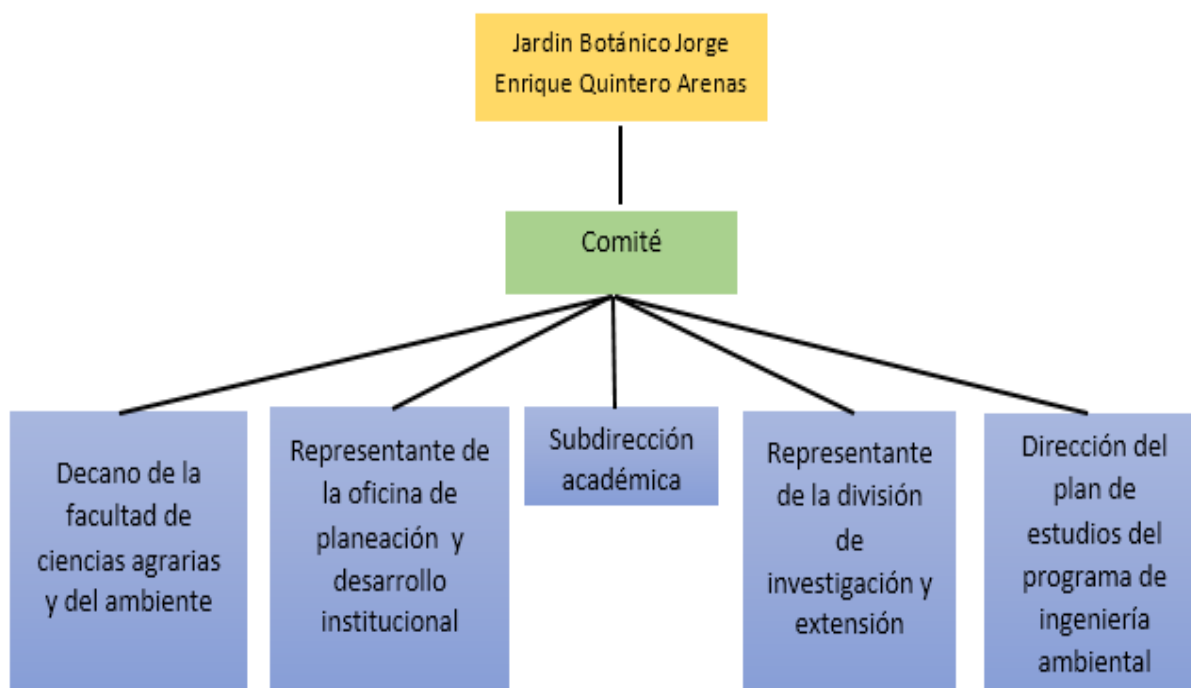 Jardin Botánico Jorge
Enrique Quintero Arenas
Comité
Decano de la
facultad de
ciencias agrarias
y del ambiente
Representante de
la oficina de
planeación y
desarrollo
institucional
Subdirección
académica
Representante
de la división
de
investigación y
extensión
Dirección del
plan de
estudios del
programa de
ingeniería
ambiental